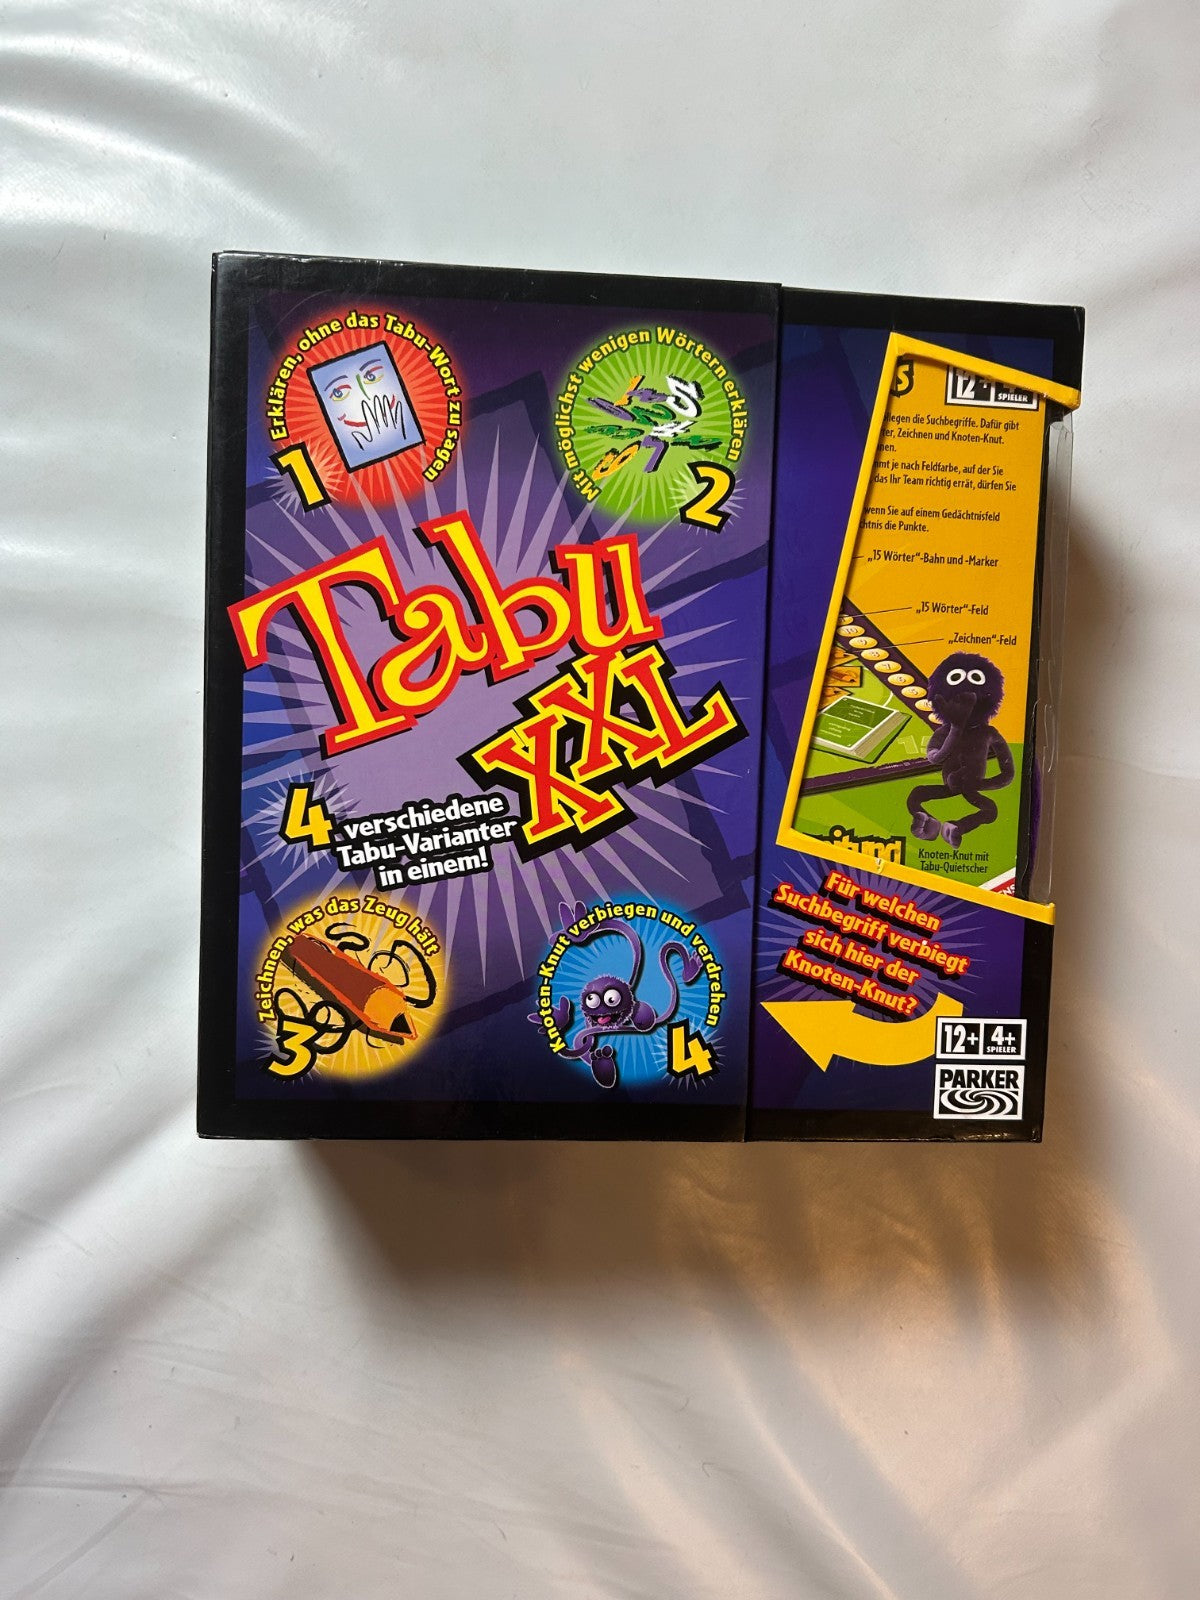 Erklären, ohne das Tabu-Wort zu sagen
1
Mit möglichst wenigen Wörtern erklären
2
Tabu
XXL
4 verschiedene
Tabu-Varianten
in einem!
Zeichnen, was das Zeug hält
3
Knoten-Knut verbiegen und verdrehen
4
12+
SPIELER
liegen die Suchbegriffe. Dafür gibt
ter, Zeichnen und Knoten-Knut.
nen.
mmt je nach Feldfarbe, auf der Sie
das Ihr Team richtig errät, dürfen Sie
wenn Sie auf einem Gedächtnisfeld
chtnis die Punkte.
„15 Wörter"-Bahn und -Marker
„15 Wörter"-Feld
„Zeichnen"-Feld
Knoten-Knut mit
Tabu-Quietscher
Für welchen
Suchbegriff verbiegt
sich hier der
Knoten-Knut?
12+ 4+
SPIELER
PARKER